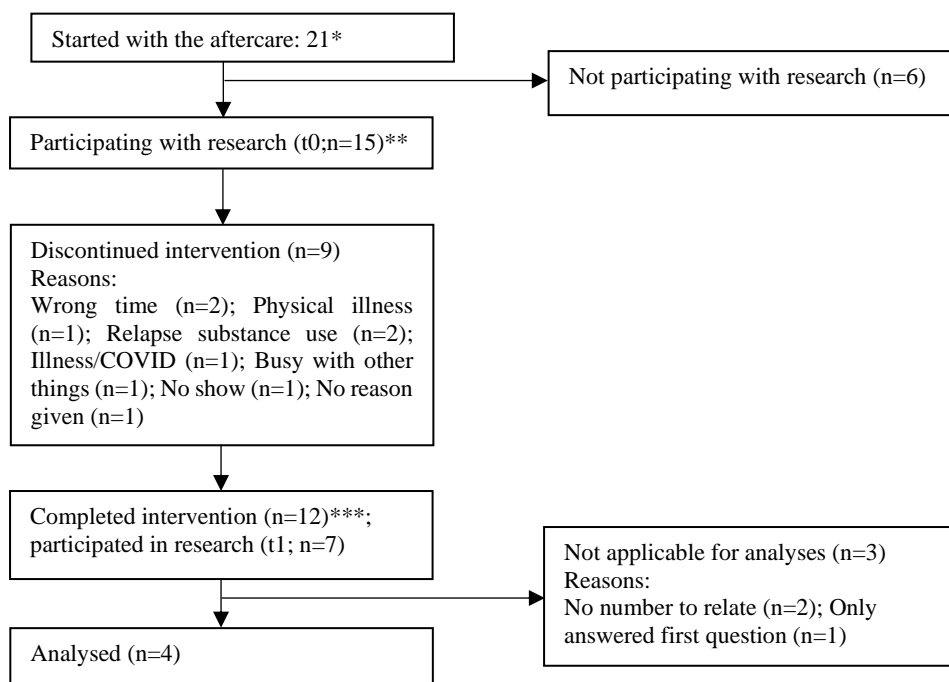 Started with the aftercare: 21*
Not participating with research (n=6)
Participating with research (t0;n=15)**
Discontinued intervention (n=9)
Reasons:
Wrong time (n=2); Physical illness
(n=1); Relapse substance use (n=2);
Illness/COVID (n=1); Busy with other
things (n=1); No show (n=1); No reason
given (n=1)
Completed intervention (n=12)***;
participated in research (t1; n=7)
Not applicable for analyses (n=3)
Reasons:
No number to relate (n=2); Only
answered first question (n=1)
Analysed (n=4)